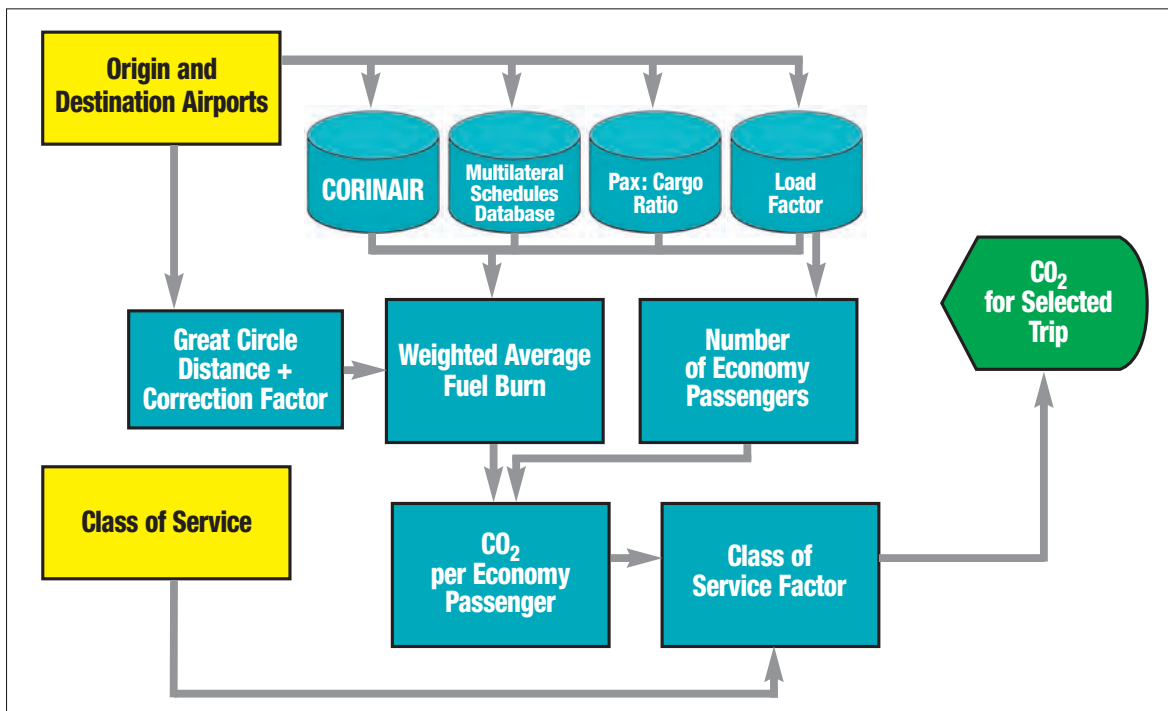 Origin and
Destination Airports
CORINAIR
Multilateral
Schedules
Database
Pax: Cargo
Ratio
Load
Factor
CO₂
for Selected
Trip
Great Circle
Distance +
Correction Factor
Weighted Average
Fuel Burn
Number
of Economy
Passengers
Class of Service
CO₂
per Economy
Passenger
Class of
Service Factor